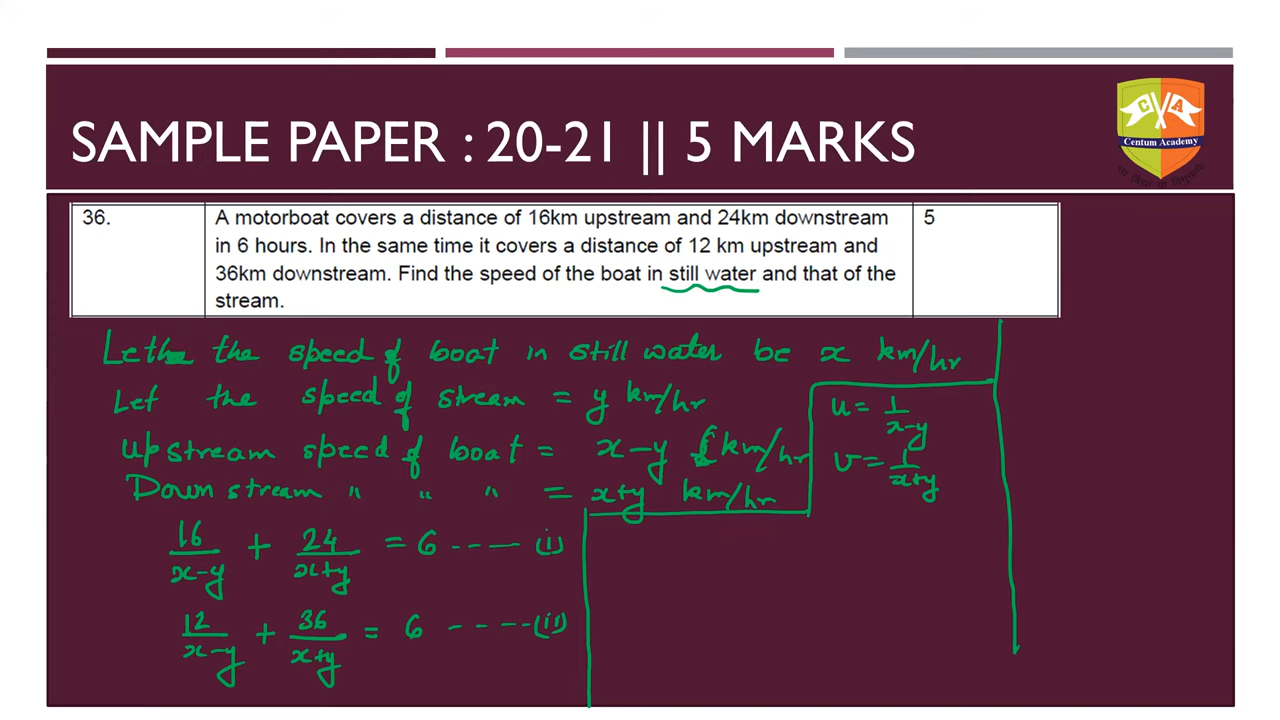 SAMPLE PAPER : 20-21 || 5 MARKS
CA
Centum Academy
36.
A motorboat covers a distance of 16km upstream and 24km downstream
in 6 hours. In the same time it covers a distance of 12 km upstream and
36km downstream. Find the speed of the boat in still water and that of the
stream.
5
Let the the speed of boat in still water be x km/hr
Let the speed of stream = y km/hr
Upstream speed of boat = x-y km/hr
Down stream " " " = x+y km/hr
u = 1/(x-y)
v = 1/(x+y)
16/(x-y) + 24/(x+y) = 6 ---- (i)
12/(x-y) + 36/(x+y) = 6 ---- (ii)